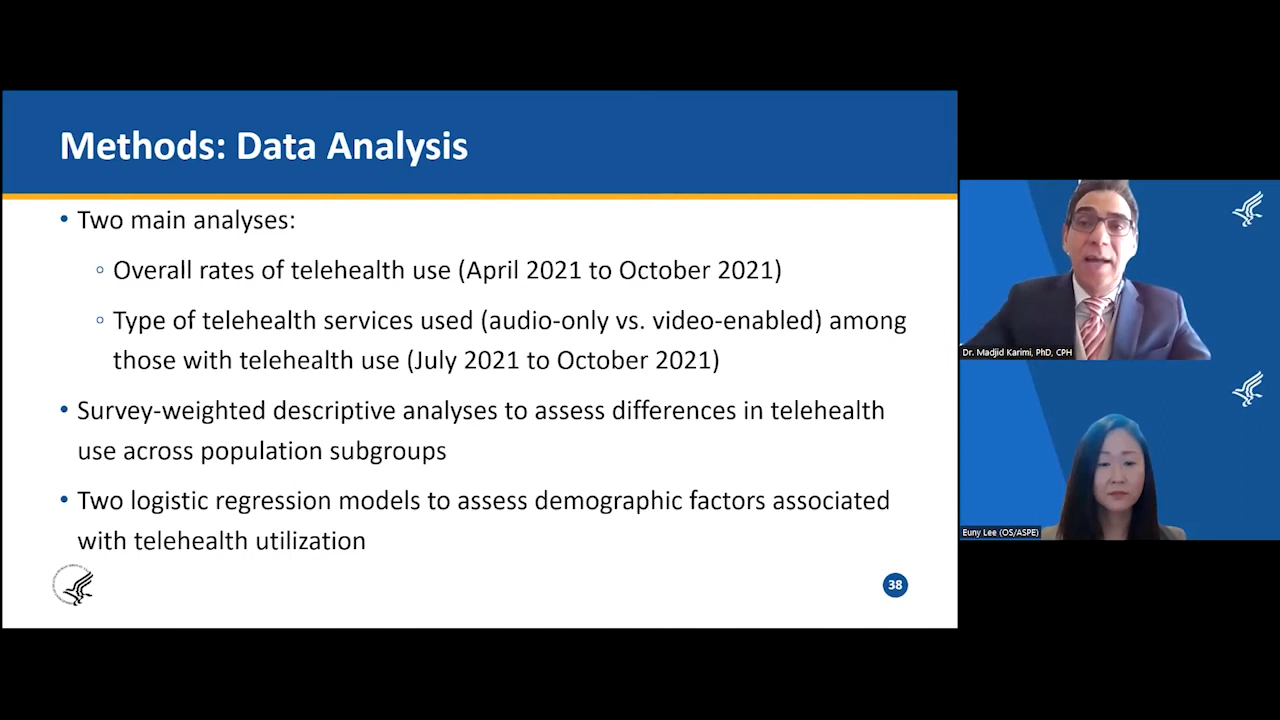 Methods: Data Analysis
• Two main analyses:
◦ Overall rates of telehealth use (April 2021 to October 2021)
◦ Type of telehealth services used (audio-only vs. video-enabled) among
those with telehealth use (July 2021 to October 2021)
• Survey-weighted descriptive analyses to assess differences in telehealth
use across population subgroups
• Two logistic regression models to assess demographic factors associated
with telehealth utilization
38
Dr. Madjid Karimi, PhD, CPH
Euny Lee (OS/ASPE)